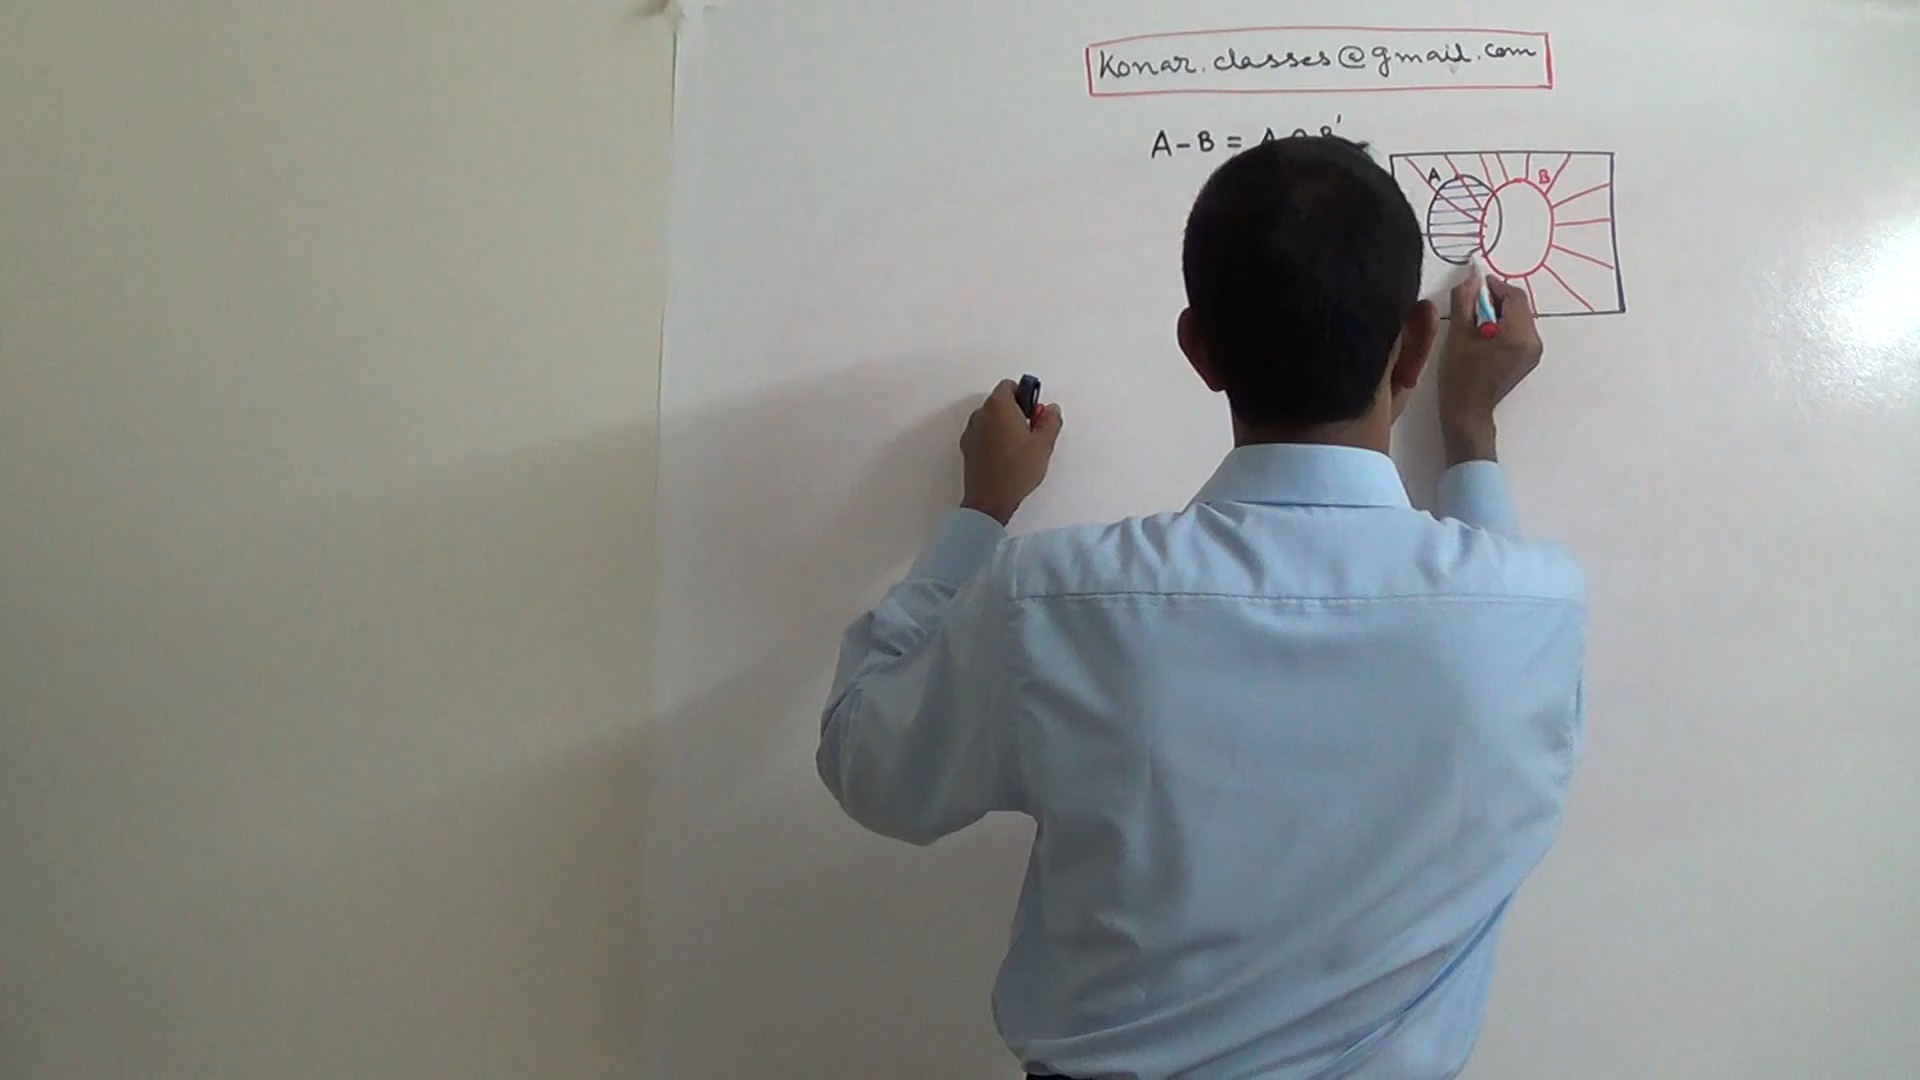 Konar.classes@gmail.com
A-B = A∩B'
A B